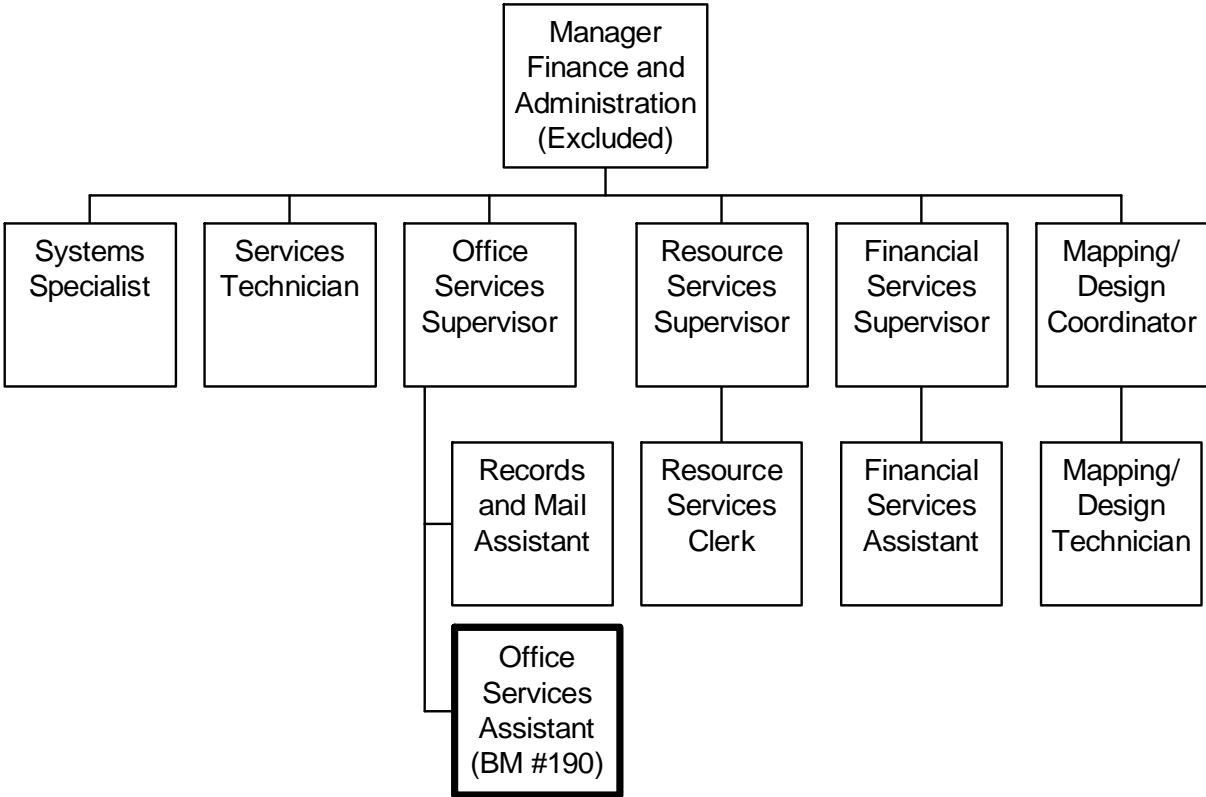 Manager
Finance and
Administration
(Excluded)
Systems
Specialist
Services
Technician
Office
Services
Supervisor
Resource
Services
Supervisor
Financial
Services
Supervisor
Mapping/
Design
Coordinator
Records
and Mail
Assistant
Resource
Services
Clerk
Financial
Services
Assistant
Mapping/
Design
Technician
Office
Services
Assistant
(BM #190)